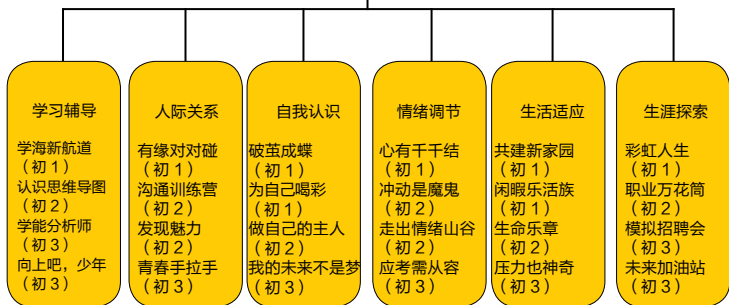 学习辅导
学海新航道
（初 1）
认识思维导图
（初 2）
学能分析师
（初 3）
向上吧，少年
（初 3）
人际关系
有缘对对碰
（初 1）
沟通训练营
（初 2）
发现魅力
（初 2）
青春手拉手
（初 3）
自我认识
破茧成蝶
（初 1）
为自己喝彩
（初 1）
做自己的主人
（初 2）
我的未来不是梦
（初 3）
情绪调节
心有千千结
（初 1）
冲动是魔鬼
（初 2）
走出情绪山谷
（初 2）
应考需从容
（初 3）
生活适应
共建新家园
（初 1）
闲暇乐活族
（初 1）
生命乐章
（初 2）
压力也神奇
（初 3）
生涯探索
彩虹人生
（初 1）
职业万花筒
（初 2）
模拟招聘会
（初 3）
未来加油站
（初 3）